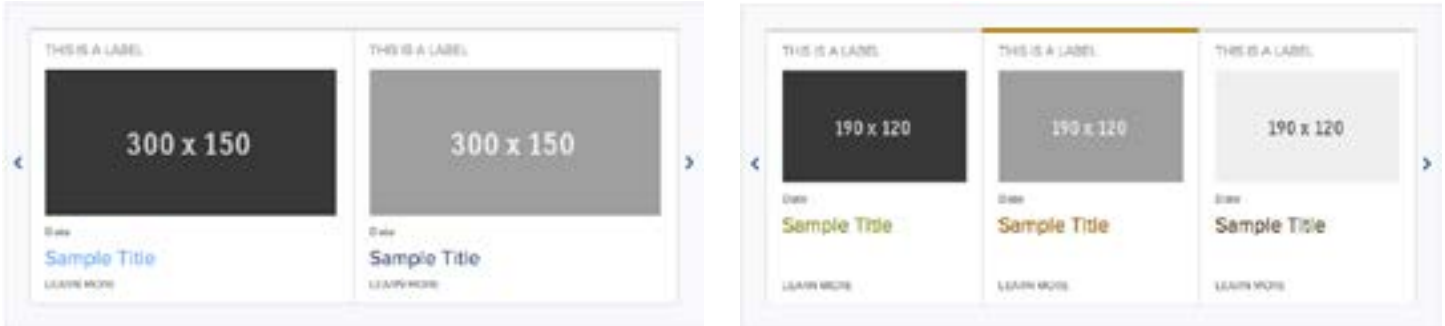 THIS IS A LABEL
THIS IS A LABEL
300 x 150
300 x 150
Date
Date
Sample Title
Sample Title
LEARN MORE
LEARN MORE
THIS IS A LABEL
THIS IS A LABEL
THIS IS A LABEL
190 x 120
190 x 120
190 x 120
Date
Date
Date
Sample Title
Sample Title
Sample Title
LEARN MORE
LEARN MORE
LEARN MORE